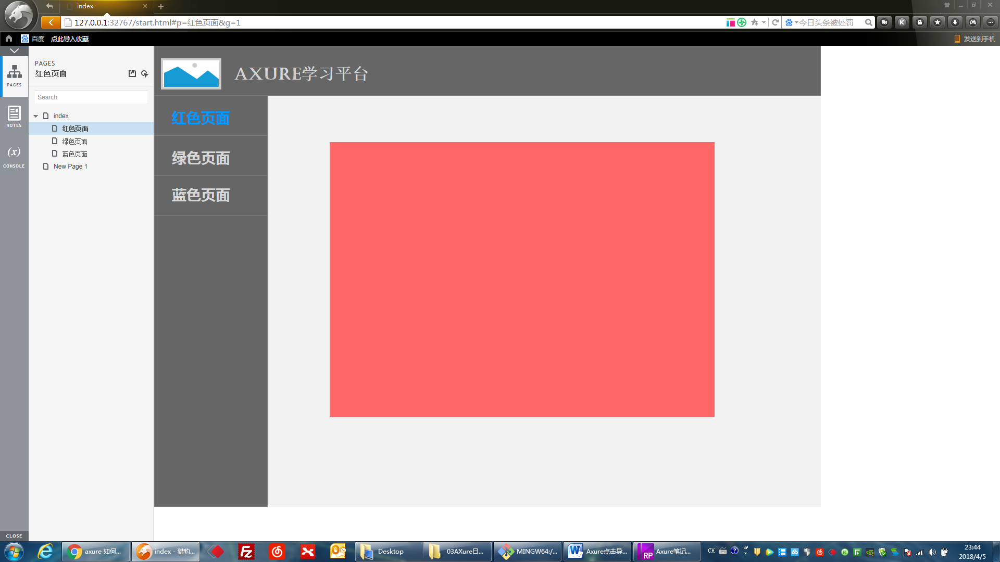 index
127.0.0.1:32767/start.html#p=红色页面&g=1
今日头条被处罚
百度
点此导入收藏
发送到手机
PAGES
红色页面
PAGES
Search
NOTES
index
红色页面
绿色页面
蓝色页面
New Page 1
(x)
CONSOLE
AXURE学习平台
红色页面
绿色页面
蓝色页面
CLOSE
axure 如何...
index - 猎豹...
Desktop
03AXure日...
MINGW64:/...
Axure点击导...
Axure笔记...
CH
23:44
2018/4/5